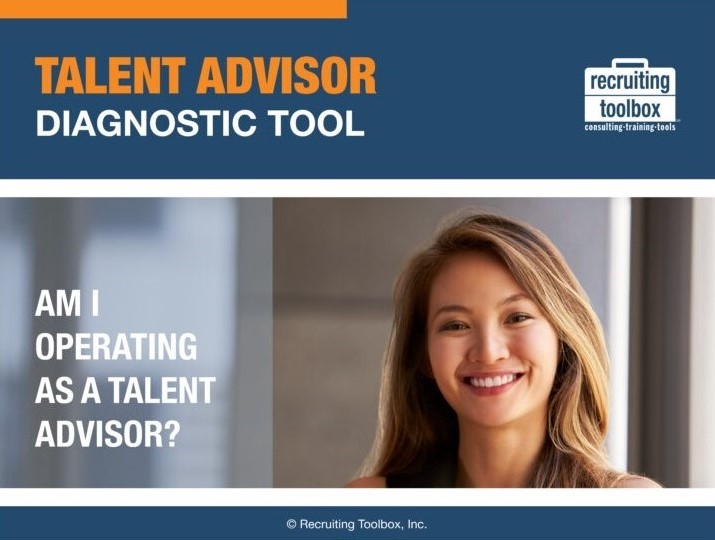 TALENT ADVISOR
DIAGNOSTIC TOOL
recruiting
toolbox
consulting·training·tools
AM I
OPERATING
AS A TALENT
ADVISOR?
© Recruiting Toolbox, Inc.